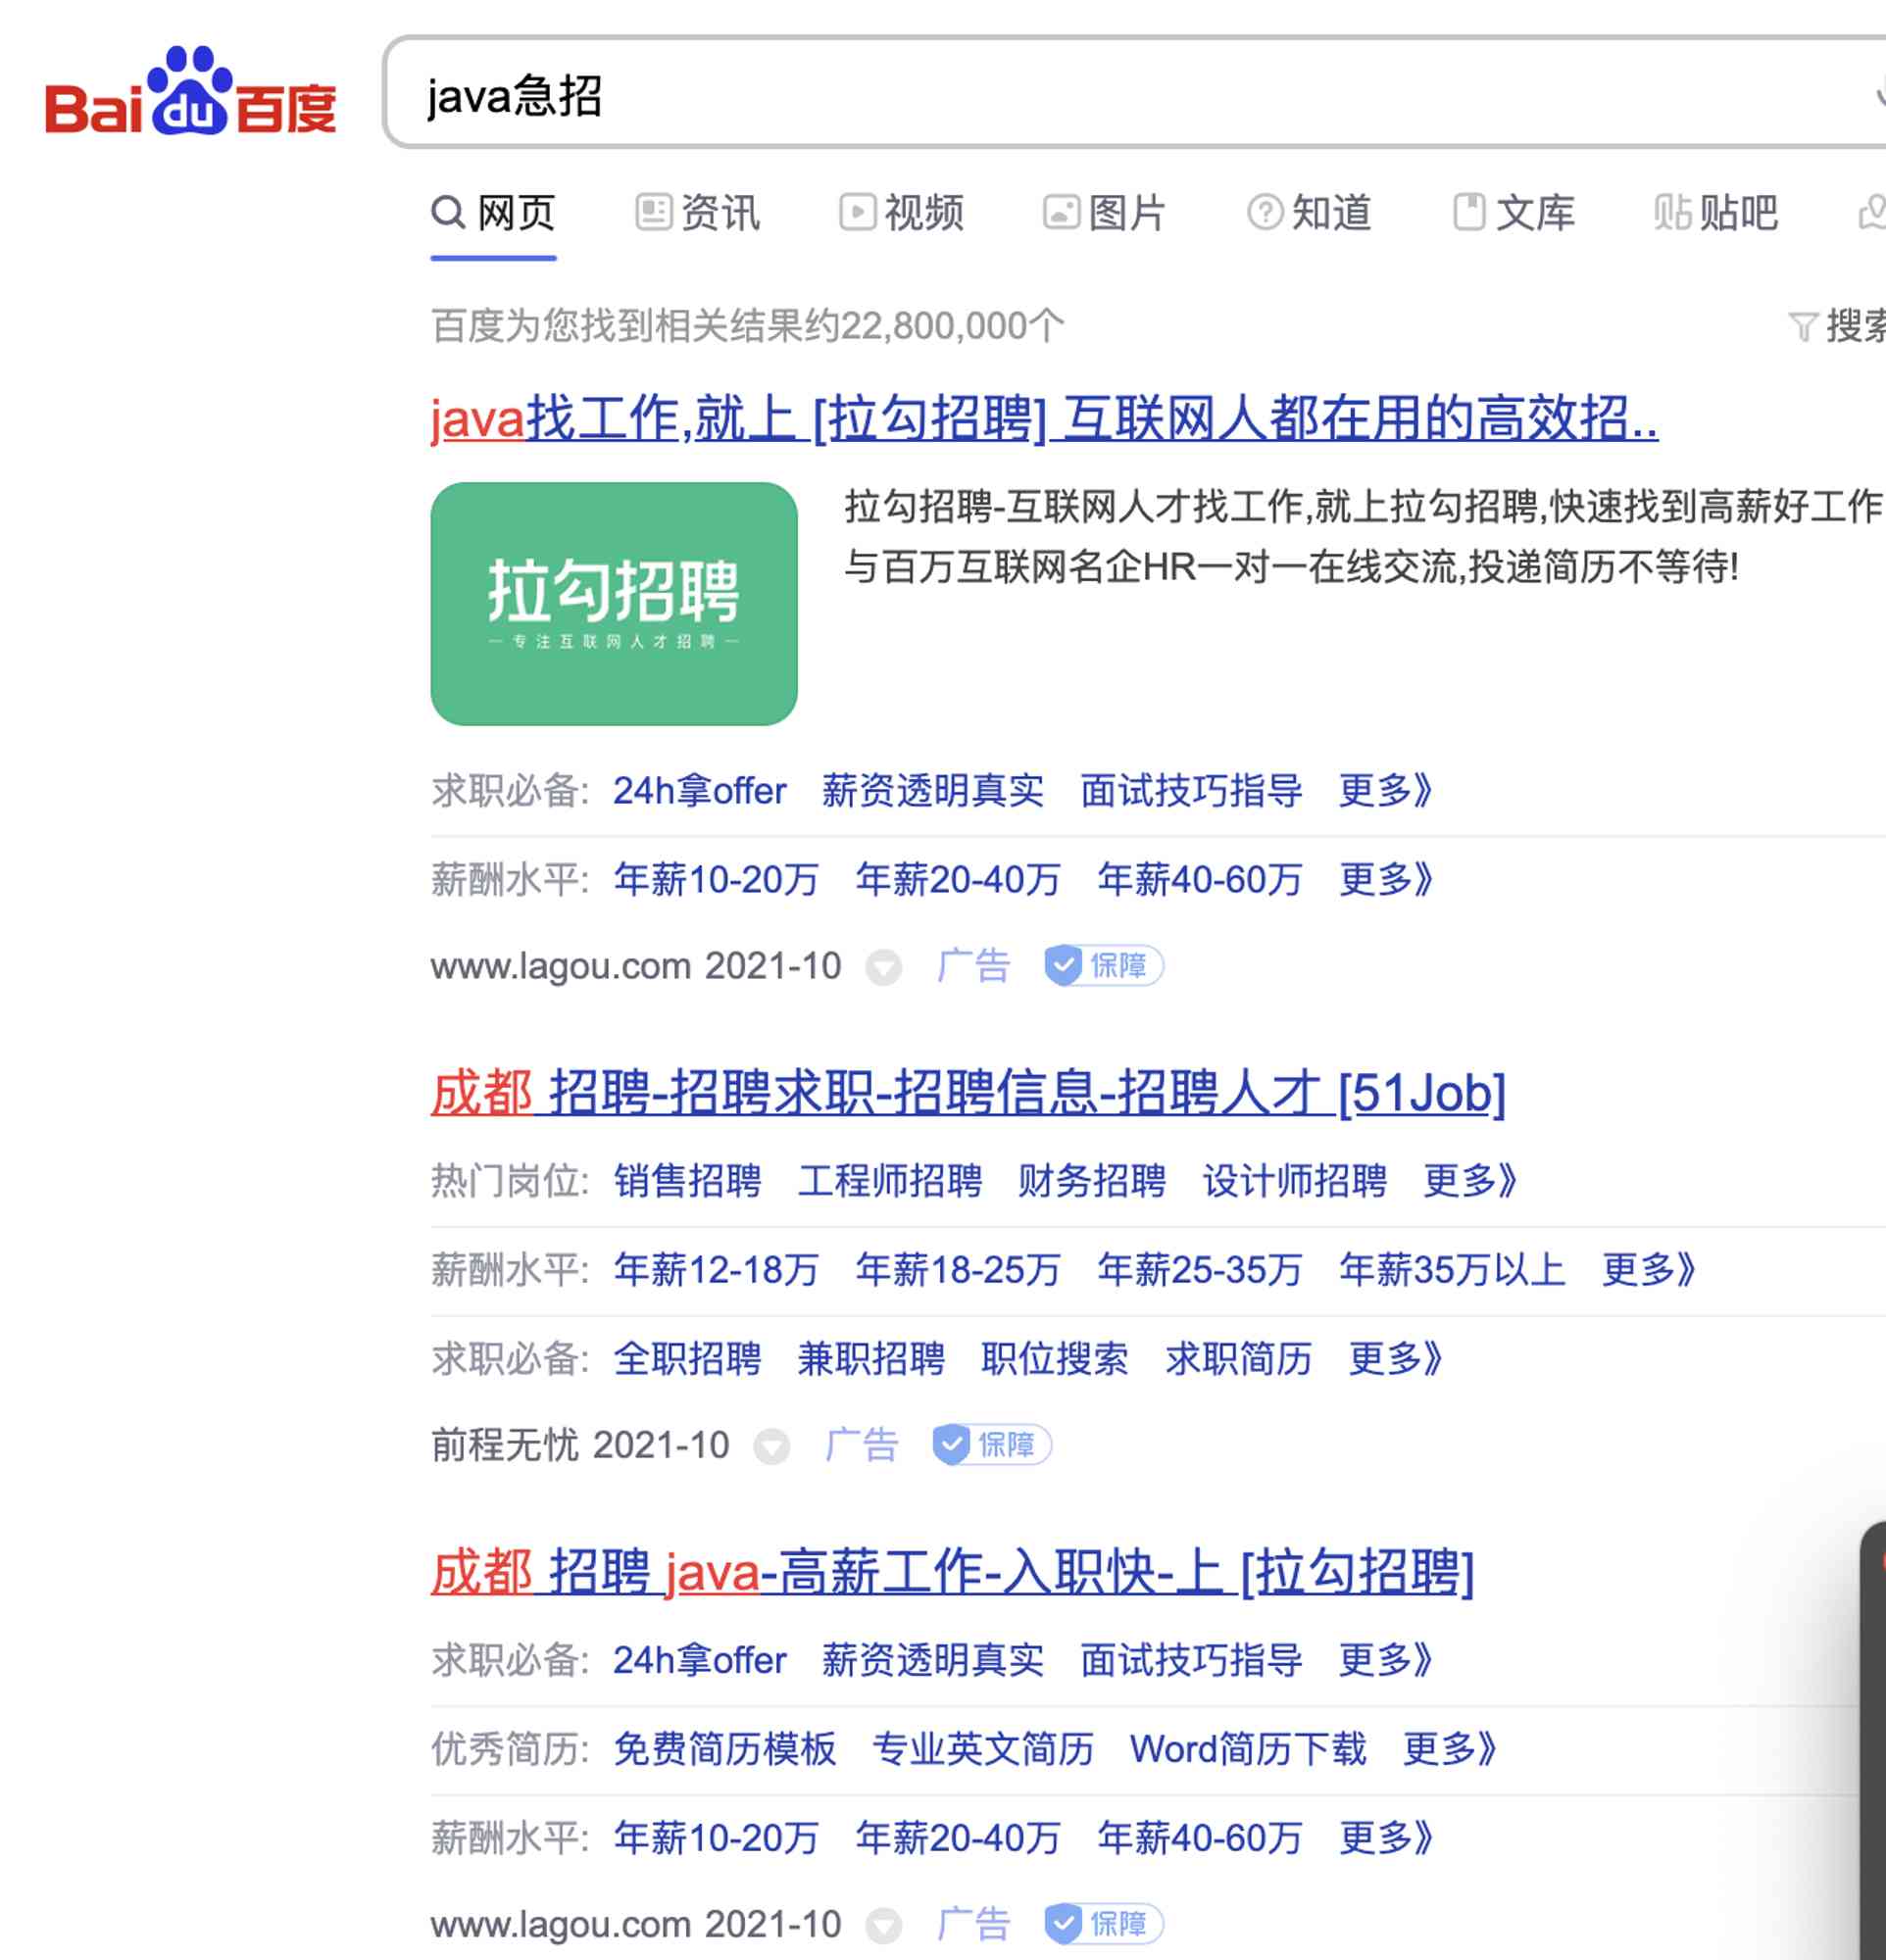 Bai du 百度
java急招
网页 资讯 视频 图片 知道 文库 贴吧
百度为您找到相关结果约22,800,000个 搜索
java找工作,就上 [拉勾招聘] 互联网人都在用的高效招..
拉勾招聘-互联网人才找工作,就上拉勾招聘,快速找到高薪好工作
与百万互联网名企HR一对一在线交流,投递简历不等待!
拉勾招聘
— 专注互联网人才招聘 —
求职必备: 24h拿offer 薪资透明真实 面试技巧指导 更多》
薪酬水平: 年薪10-20万 年薪20-40万 年薪40-60万 更多》
www.lagou.com 2021-10 广告 保障
成都 招聘-招聘求职-招聘信息-招聘人才 [51Job]
热门岗位: 销售招聘 工程师招聘 财务招聘 设计师招聘 更多》
薪酬水平: 年薪12-18万 年薪18-25万 年薪25-35万 年薪35万以上 更多》
求职必备: 全职招聘 兼职招聘 职位搜索 求职简历 更多》
前程无忧 2021-10 广告 保障
成都 招聘 java-高薪工作-入职快-上 [拉勾招聘]
求职必备: 24h拿offer 薪资透明真实 面试技巧指导 更多》
优秀简历: 免费简历模板 专业英文简历 Word简历下载 更多》
薪酬水平: 年薪10-20万 年薪20-40万 年薪40-60万 更多》
www.lagou.com 2021-10 广告 保障